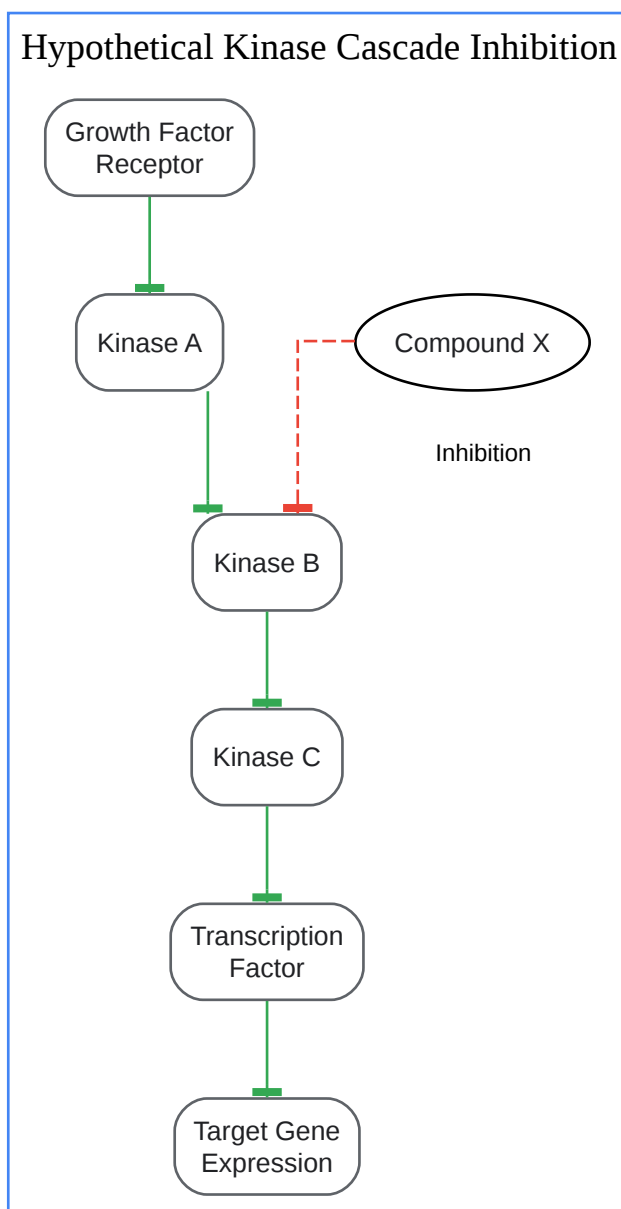 Hypothetical Kinase Cascade Inhibition
Growth Factor
Receptor
Kinase A
Compound X
Inhibition
Kinase B
Kinase C
Transcription
Factor
Target Gene
Expression